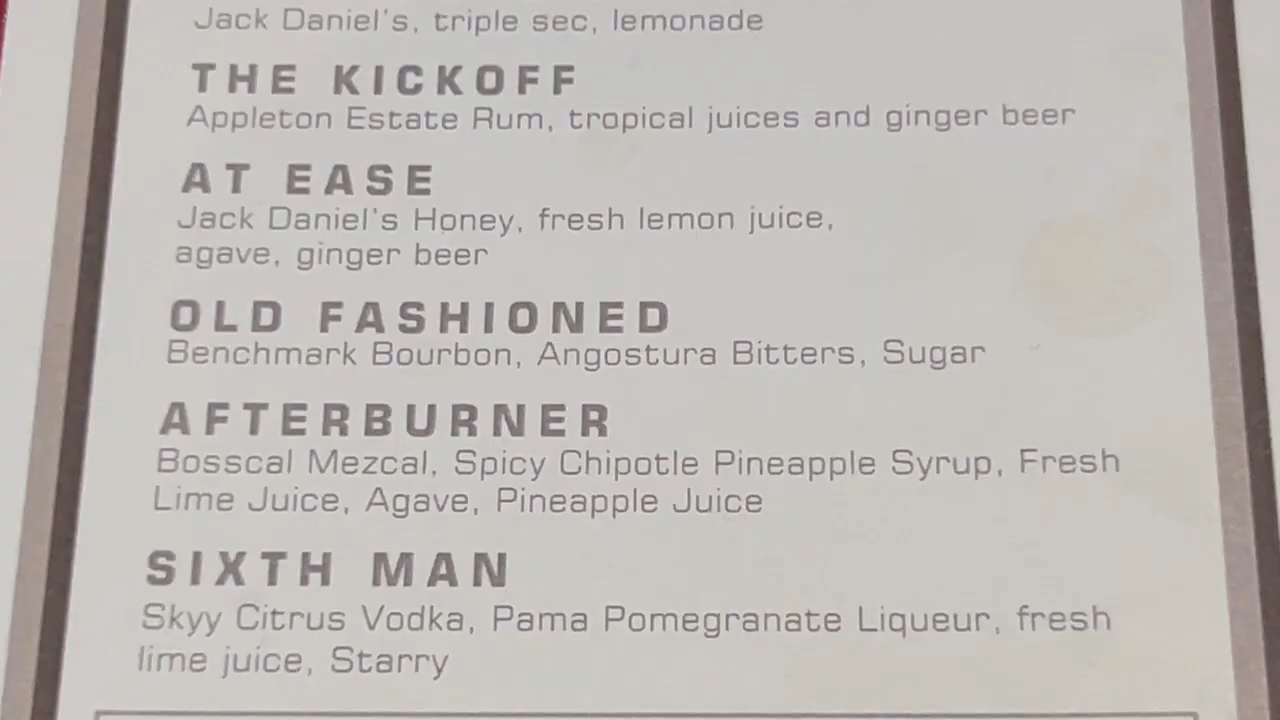 Jack Daniel's, triple sec, lemonade
THE KICKOFF
Appleton Estate Rum, tropical juices and ginger beer
AT EASE
Jack Daniel's Honey, fresh lemon juice,
agave, ginger beer
OLD FASHIONED
Benchmark Bourbon, Angostura Bitters, Sugar
AFTERBURNER
Bosscal Mezcal, Spicy Chipotle Pineapple Syrup, Fresh
Lime Juice, Agave, Pineapple Juice
SIXTH MAN
Skyy Citrus Vodka, Pama Pomegranate Liqueur, fresh
lime juice, Starry